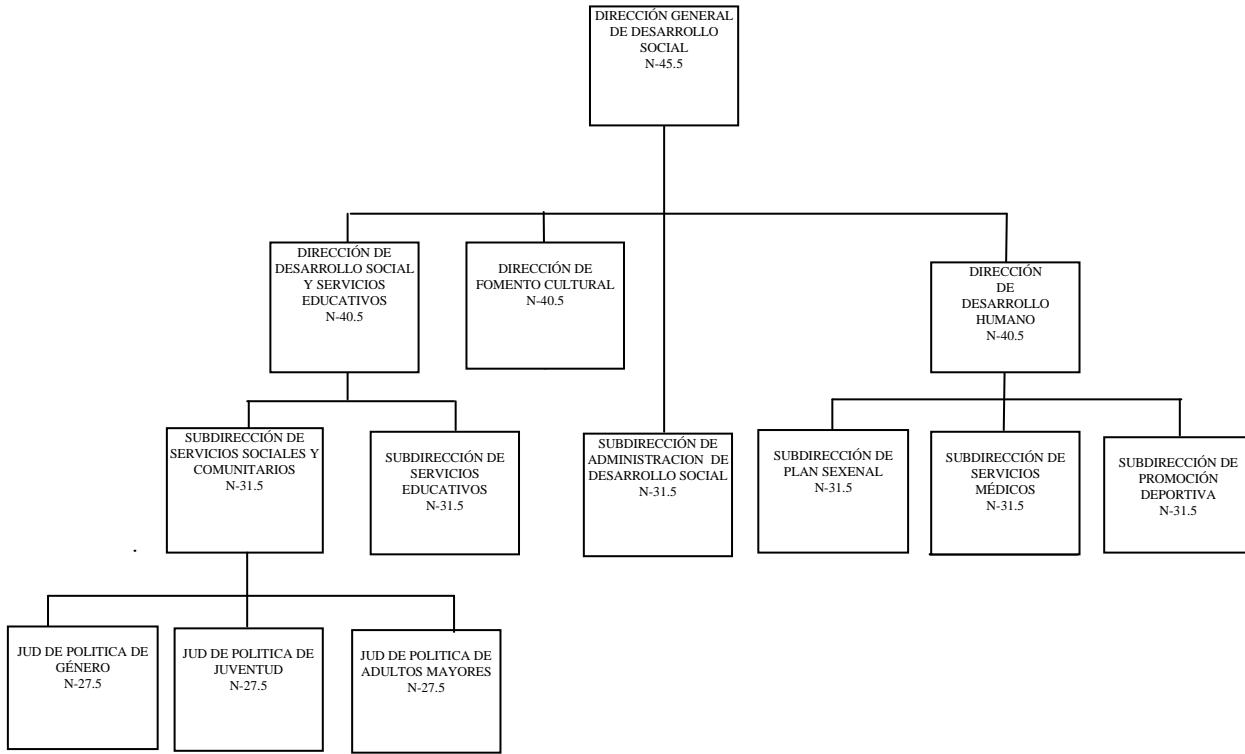 DIRECCIÓN GENERAL
DE DESARROLLO
SOCIAL
N-45.5
DIRECCIÓN DE
DESARROLLO SOCIAL
Y SERVICIOS
EDUCATIVOS
N-40.5
DIRECCIÓN DE
FOMENTO CULTURAL
N-40.5
DIRECCIÓN
DE
DESARROLLO
HUMANO
N-40.5
SUBDIRECCIÓN DE
SERVICIOS SOCIALES Y
COMUNITARIOS
N-31.5
SUBDIRECCIÓN DE
SERVICIOS
EDUCATIVOS
N-31.5
SUBDIRECCIÓN DE
ADMINISTRACION DE
DESARROLLO SOCIAL
N-31.5
SUBDIRECCIÓN DE
PLAN SEXENAL
N-31.5
SUBDIRECCIÓN DE
SERVICIOS
MÉDICOS
N-31.5
SUBDIRECCIÓN DE
PROMOCIÓN
DEPORTIVA
N-31.5
JUD DE POLITICA DE
GÉNERO
N-27.5
JUD DE POLITICA DE
JUVENTUD
N-27.5
JUD DE POLITICA DE
ADULTOS MAYORES
N-27.5